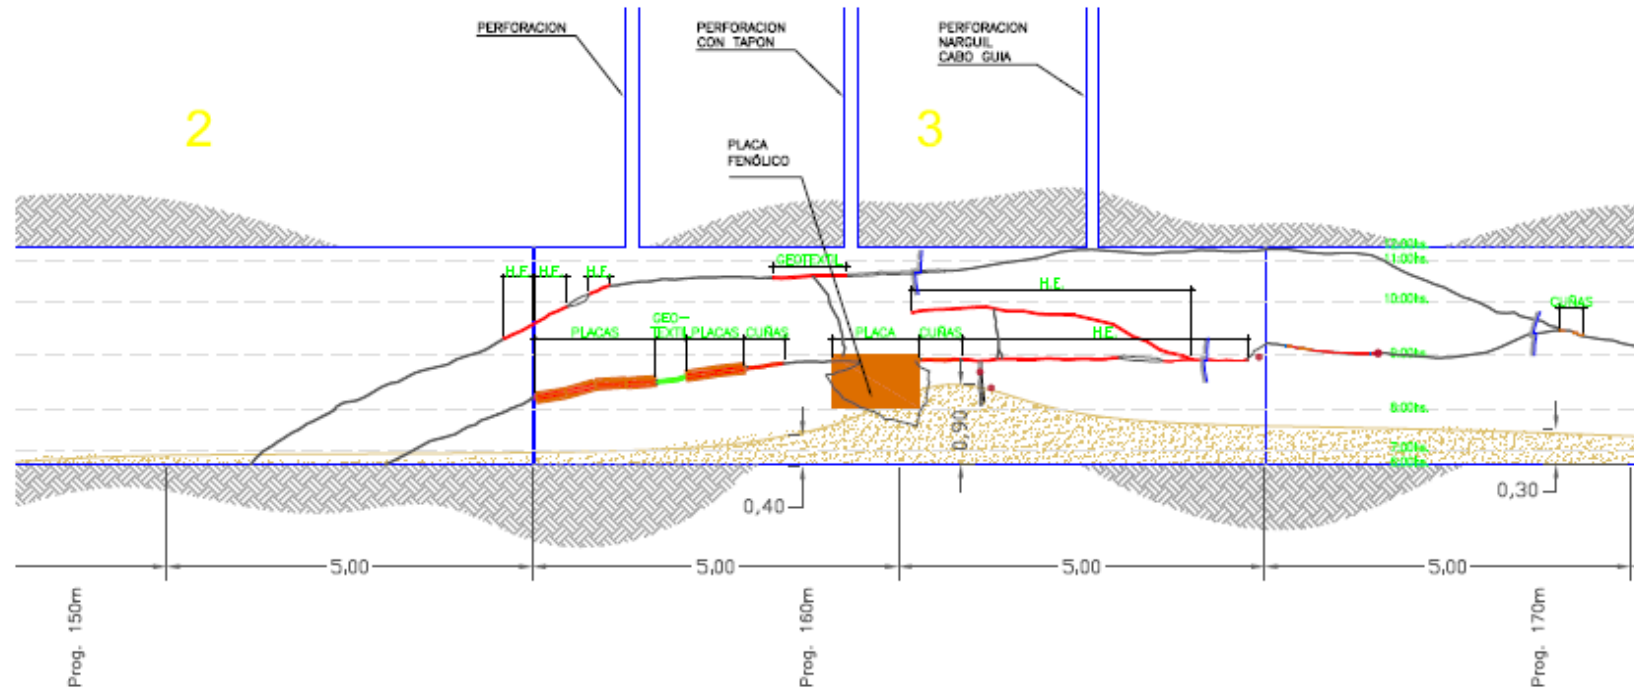 PERFORACION
PERFORACION
CON TAPON
PERFORACION
NARGUIL
CABO GUIA
2
3
PLACA
FENÓLICO
12:00hs.
11:00hs.
GEOTEXTIL
H.F.
H.F.
H.F.
H.E.
10:00hs.
CUÑAS
GEO-
TEXTIL
PLACAS
PLACAS
CUÑAS
PLACA
CUÑAS
H.E.
9:00hs.
8:00hs.
0,90
7:00hs.
6:00hs.
0,40
0,30
5,00
5,00
5,00
5,00
Prog. 150m
Prog. 160m
Prog. 170m